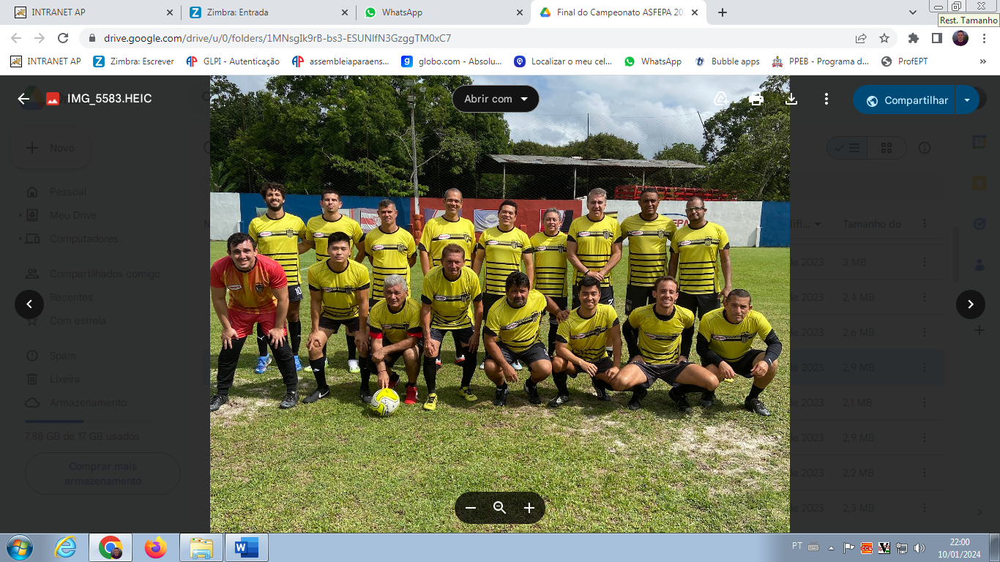 INTRANET AP
Zimbra: Entrada
WhatsApp
Final do Campeonato ASFEPA 20
Rest. Tamanho
drive.google.com/drive/u/0/folders/1MNsgIk9rB-bs3-ESUNlfN3GzggTM0xC7
INTRANET AP
Zimbra: Escrever
GLPI - Autenticação
assembleiaparaens...
globo.com - Absolu...
Localizar o meu cel...
WhatsApp
Bubble apps
PPEB - Programa d...
ProfEPT
IMG_5583.HEIC
Abrir com
Compartilhar
Novo
Pessoal
Meu Drive
Computadores
Compartilhados comigo
Recentes
Com estrela
Spam
Lixeira
Armazenamento
7,88 GB de 17 GB usados
Comprar mais
armazenamento
Tamanho do
de 2023 3 MB
de 2023 2,4 MB
de 2023 2,6 MB
de 2023 2,9 MB
de 2023 2,1 MB
de 2023 2,9 MB
de 2023 2,2 MB
de 2023 2,3 MB
10
PT
22:00
10/01/2024